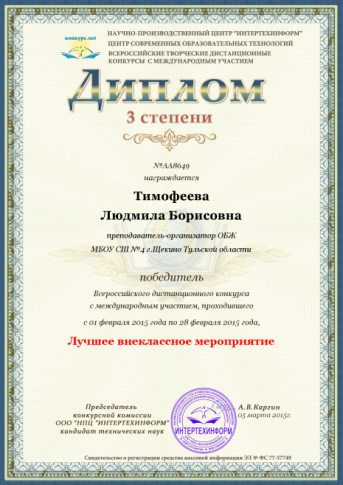 konkurc.net
НАУЧНО-ПРОИЗВОДСТВЕННЫЙ ЦЕНТР "ИНТЕРТЕХИНФОРМ"
ЦЕНТР СОВРЕМЕННЫХ ОБРАЗОВАТЕЛЬНЫХ ТЕХНОЛОГИЙ
ВСЕРОССИЙСКИЕ ТВОРЧЕСКИЕ ДИСТАНЦИОННЫЕ
КОНКУРСЫ С МЕЖДУНАРОДНЫМ УЧАСТИЕМ
Диплом
3 степени
№АА8649
награждается
Тимофеева
Людмила Борисовна
преподаватель-организатор ОБЖ
МБОУ СШ №4 г.Щекино Тульской области
победитель
Всероссийского дистанционного конкурса
с международным участием, проходившего
с 01 февраля 2015 года по 28 февраля 2015 года,
Лучшее внеклассное мероприятие
Председатель
конкурсной комиссии
ООО "НПЦ "ИНТЕРТЕХИНФОРМ"
кандидат технических наук
ИНТЕРТЕХИНФОРМ
А.В.Каргин
05 марта 2015г.
Свидетельство о регистрации средства массовой информации ЭЛ № ФС 77-57749